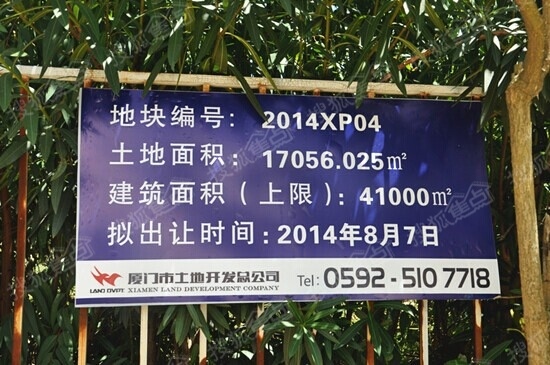 地块编号：2014XP04
土地面积：17056.025㎡
建筑面积（上限）：41000㎡
拟出让时间：2014年8月7日
厦门市土地开发总公司 Tel: 0592-510 7718
XIAMEN LAND DEVELOPMENT COMPANY